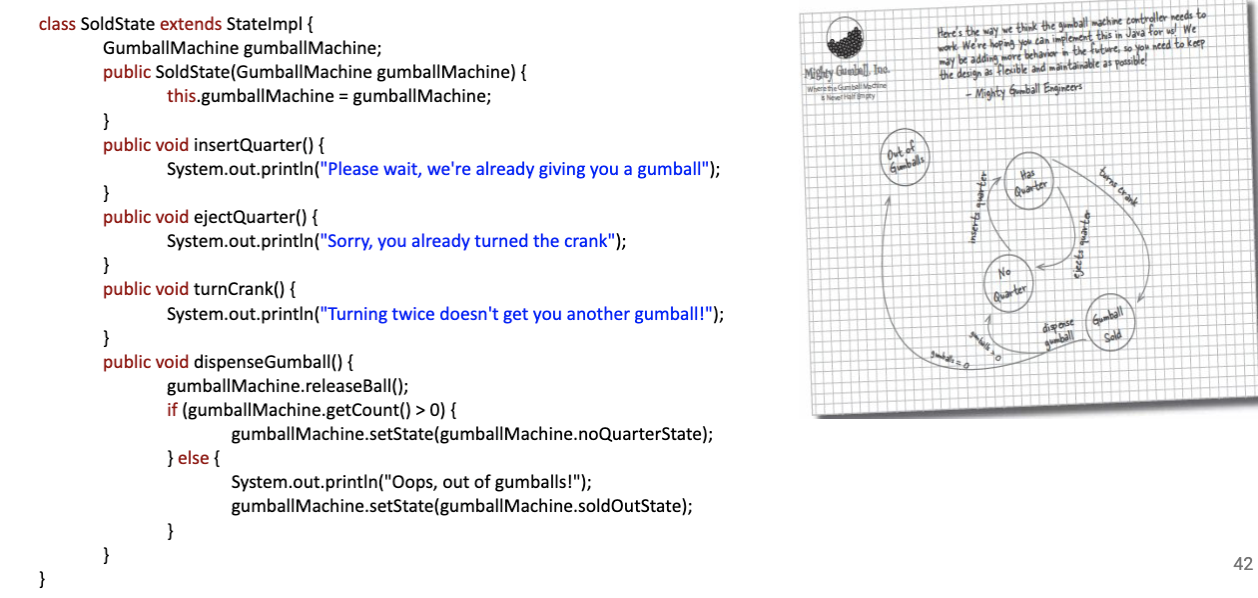 class SoldState extends StateImpl {
GumballMachine gumballMachine;
public SoldState(GumballMachine gumballMachine) {
this.gumballMachine = gumballMachine;
}
public void insertQuarter() {
System.out.println("Please wait, we're already giving you a gumball");
}
public void ejectQuarter() {
System.out.println("Sorry, you already turned the crank");
}
public void turnCrank() {
System.out.println("Turning twice doesn't get you another gumball!");
}
public void dispenseGumball() {
gumballMachine.releaseBall();
if (gumballMachine.getCount() > 0) {
gumballMachine.setState(gumballMachine.noQuarterState);
} else {
System.out.println("Oops, out of gumballs!");
gumballMachine.setState(gumballMachine.soldOutState);
}
}
}
Mighty Gumball, Inc.
Where the Gumball Machine
is Never Half Empty
Here's the way we think the gumball machine controller needs to
work. We're hoping you can implement this in Java for us! We
may be adding more behavior in the future, so you need to keep
the design as flexible and maintainable as possible!
- Mighty Gumball Engineers
Out of
Gumballs
Has
Quarter
turns crank
inserts quarter
ejects quarter
No
Quarter
Gumball
Sold
dispense
gumball
gumballs > 0
gumballs = 0
42